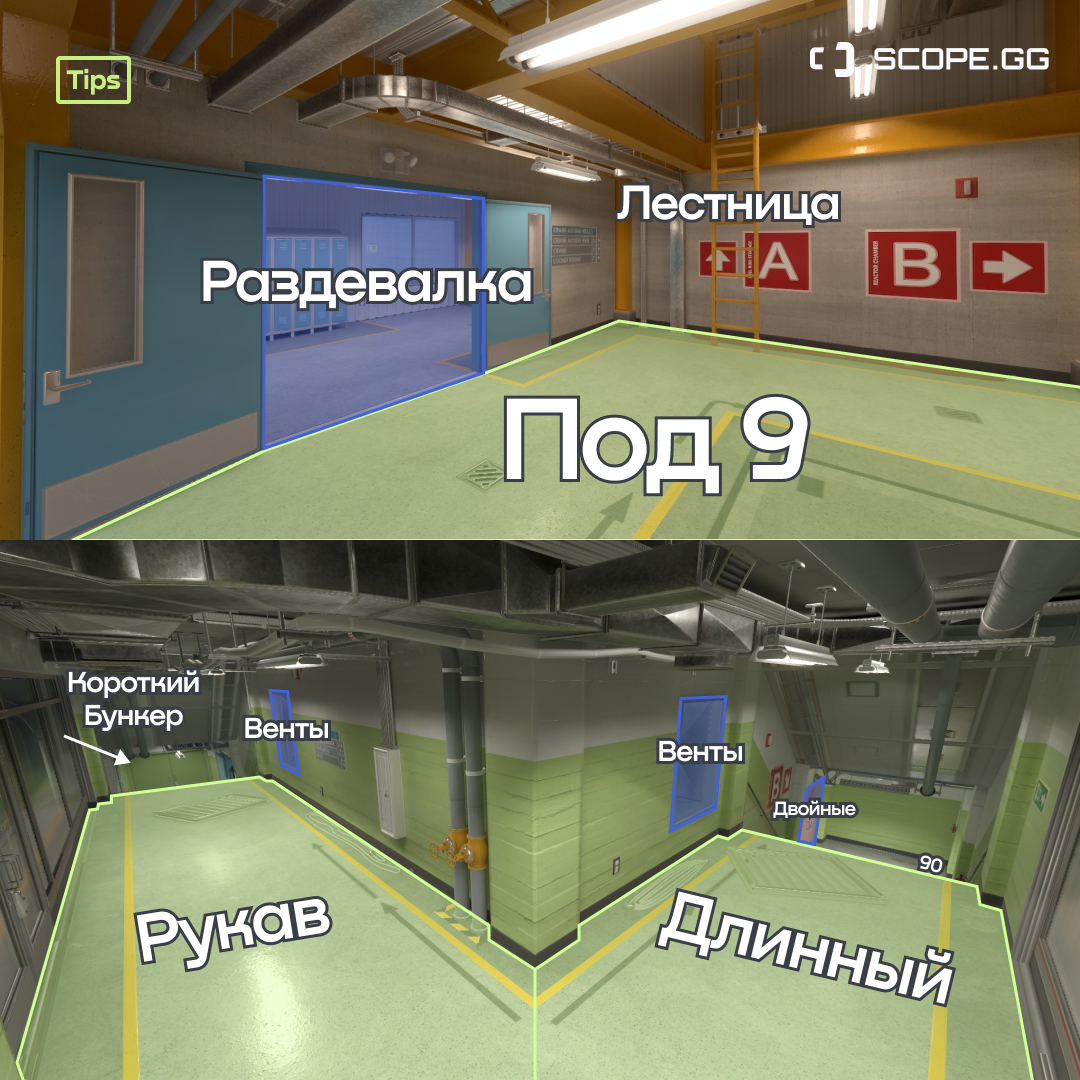 Tips
SCOPE.GG
Лестница
Раздевалка
A
REACTOR CHAMBER
B
Под 9
Короткий
Бункер
Венты
Венты
Двойные
B
90
Рукав
Длинный